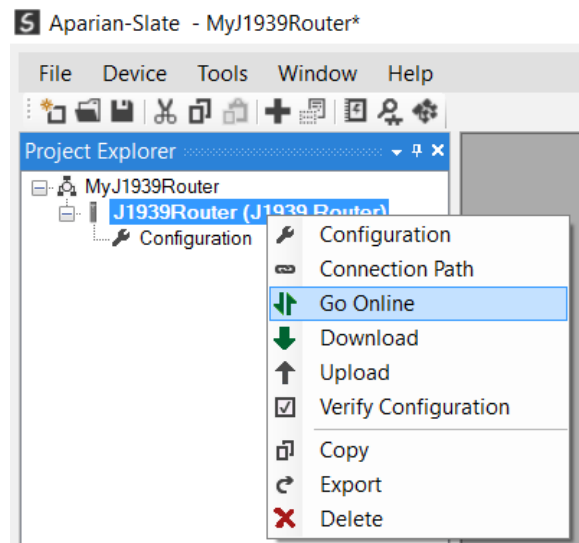 Aparian-Slate - MyJ1939Router*
File Device Tools Window Help
Project Explorer
MyJ1939Router
J1939Router (J1939 Router)
Configuration
Configuration
Connection Path
Go Online
Download
Upload
Verify Configuration
Copy
Export
Delete